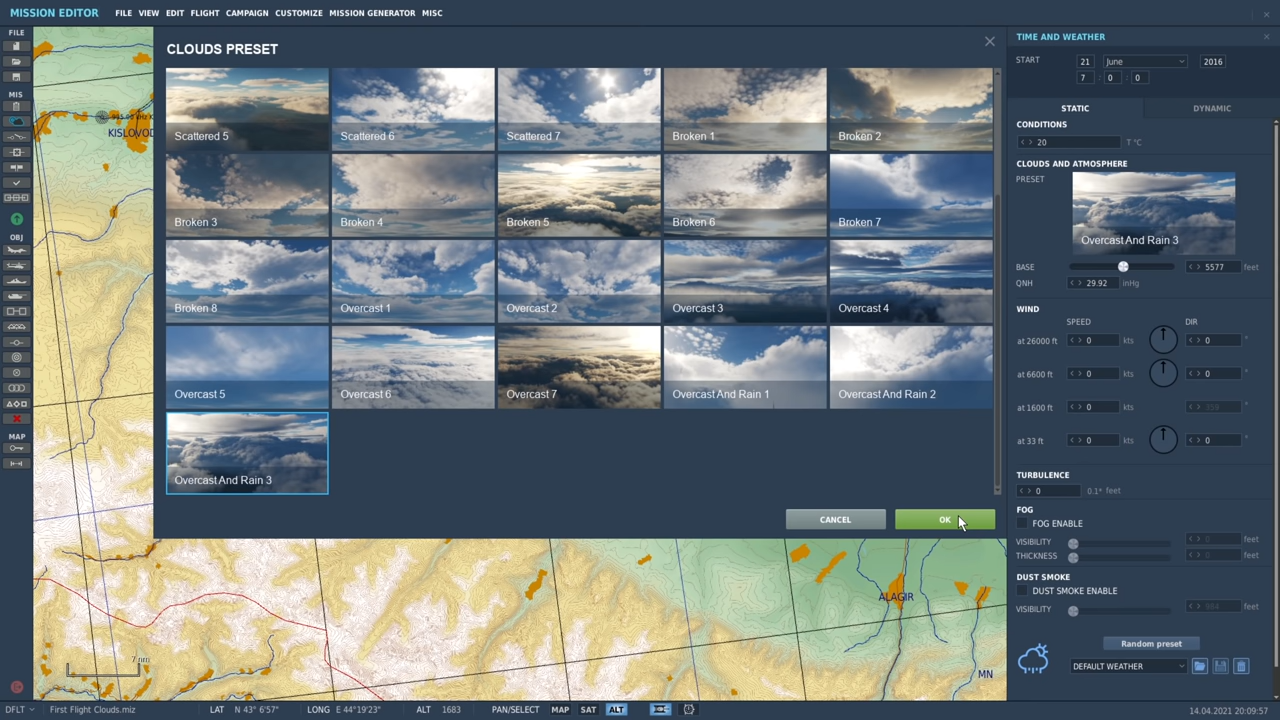 MISSION EDITOR
FILE VIEW EDIT FLIGHT CAMPAIGN CUSTOMIZE MISSION GENERATOR MISC
FILE
MIS
OBJ
MAP
KISLOVOD
CLOUDS PRESET
Scattered 5
Scattered 6
Scattered 7
Broken 1
Broken 2
Broken 3
Broken 4
Broken 5
Broken 6
Broken 7
Broken 8
Overcast 1
Overcast 2
Overcast 3
Overcast 4
Overcast 5
Overcast 6
Overcast 7
Overcast And Rain 1
Overcast And Rain 2
Overcast And Rain 3
CANCEL OK
ALAGIR
MN
7 nm
TIME AND WEATHER
START 21 June 2016
7 : 0 : 0
STATIC DYNAMIC
CONDITIONS
20 T °C
CLOUDS AND ATMOSPHERE
PRESET
Overcast And Rain 3
BASE 5577 feet
QNH 29.92 inHg
WIND
SPEED DIR
at 26000 ft 0 kts 0 °
at 6600 ft 0 kts 0 °
at 1600 ft 0 kts 359 °
at 33 ft 0 kts 0 °
TURBULENCE
0 0.1* feet
FOG
FOG ENABLE
VISIBILITY 0 feet
THICKNESS 0 feet
DUST SMOKE
DUST SMOKE ENABLE
VISIBILITY 984 feet
Random preset
DEFAULT WEATHER
DFLT First Flight Clouds.miz LAT N 43° 6'57" LONG E 44°19'23" ALT 1683 PAN/SELECT MAP SAT ALT 14.04.2021 20:09:57